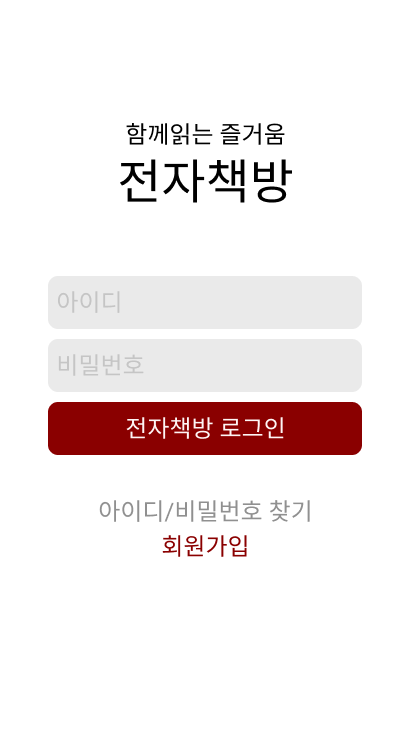 함께읽는 즐거움
전자책방
아이디
비밀번호
전자책방 로그인
아이디/비밀번호 찾기
회원가입